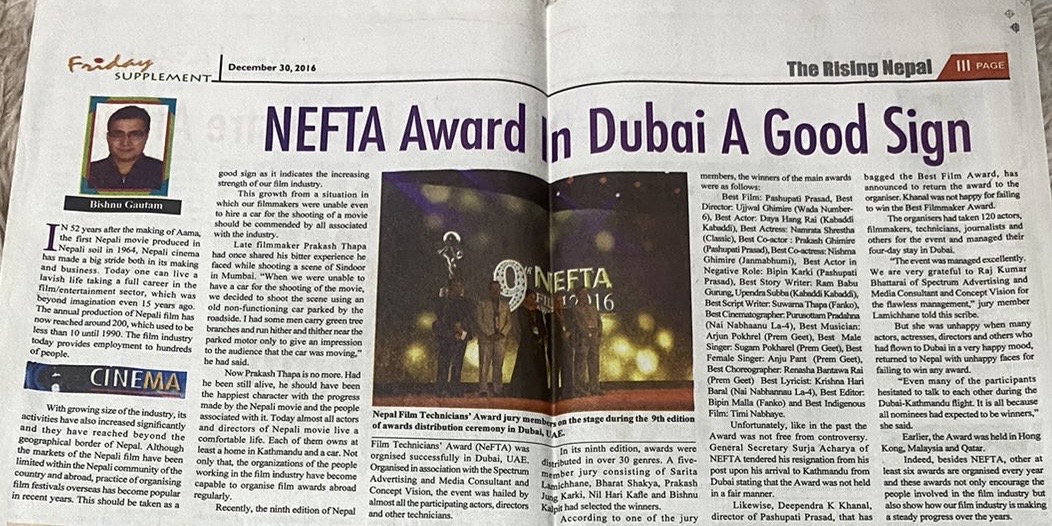 Friday
SUPPLEMENT
December 30, 2016
The Rising Nepal
III PAGE
NEFTA Award In Dubai A Good Sign
Bishnu Gautam
IN 52 years after the making of Aama,
the first Nepali movie produced in
Nepali soil in 1964, Nepali cinema
has made a big stride both in its making
and business. Today one can live a
lavish life taking a full career in the
film/entertainment sector, which was
beyond imagination even 15 years ago.
The annual production of Nepali film has
now reached around 200, which used to be
less than 10 until 1990. The film industry
today provides employment to hundreds
of people.
CINEMA
With growing size of the industry, its
activities have also increased significantly
and they have reached beyond the
geographical border of Nepal. Although
the markets of the Nepali film have been
limited within Nepali community of the
country and abroad, practice of organising
film festivals overseas has become popular
in recent years. This should be taken as a
good sign as it indicates the increasing
strength of our film industry.
This growth from a situation in
which our filmmakers were unable even
to hire a car for the shooting of a movie
should be commended by all associated
with the industry.
Late filmmaker Prakash Thapa
had once shared his bitter experience he
faced while shooting a scene of Sindoor
in Mumbai. "When we were unable to
have a car for the shooting of the movie,
we decided to shoot the scene using an
old non-functioning car parked by the
roadside. I had some men carry green tree
branches and run hither and thither near the
parked motor only to give an impression
to the audience that the car was moving,"
he had said.
Now Prakash Thapa is no more. Had
he been still alive, he should have been
the happiest character with the progress
made by the Nepali movie and the people
associated with it. Today almost all actors
and directors of Nepali movie live a
comfortable life. Each of them owns at
least a home in Kathmandu and a car. Not
only that, the organizations of the people
working in the film industry have become
capable to organise film awards abroad
regularly.
Recently, the ninth edition of Nepal
9th NEFTA
FILM 2016
Nepal Film Technicians' Award jury members on the stage during the 9th edition
of awards distribution ceremony in Dubai, UAE.
Film Technicians' Award (NeFTA) was
orgnised successfully in Dubai, UAE.
Organised in association with the Spectrum
Advertising and Media Consultant and
Concept Vision, the event was hailed by
almost all the participating actors, directors
and other technicians.
In its ninth edition, awards were
distributed in over 30 genres. A five-
member jury consisting of Sarita
Lamichhane, Bharat Shakya, Prakash
Jung Karki, Nil Hari Kafle and Bishnu
Kalpit had selected the winners.
According to one of the jury
members, the winners of the main awards
were as follows:
Best Film: Pashupati Prasad, Best
Director: Ujjwal Ghimire (Wada Number-
6), Best Actor: Daya Hang Rai (Kabaddi
Kabaddi), Best Actress: Namrata Shrestha
(Classic), Best Co-actor : Prakash Ghimire
(Pashupati Prasad), Best Co-actress: Nishma
Ghimire (Janmabhumi), Best Actor in
Negative Role: Bipin Karki (Pashupati
Prasad), Best Story Writer: Ram Babu
Gurung, Upendra Subba (Kabaddi Kabaddi),
Best Script Writer: Suwarna Thapa (Fanko),
Best Cinematographer: Purusottam Pradahna
(Nai Nabhaanu La-4), Best Musician:
Arjun Pokhrel (Prem Geet), Best Male
Singer: Sugam Pokharel (Prem Geet), Best
Female Singer: Anju Pant (Prem Geet),
Best Choreographer: Renasha Bantawa Rai
(Prem Geet) Best Lyricist: Krishna Hari
Baral (Nai Nabhannau La-4), Best Editor:
Bipin Malla (Fanko) and Best Indigenous
Film: Timi Nabhaye.
Unfortunately, like in the past the
Award was not free from controversy.
General Secretary Surja Acharya of
NEFTA tendered his resignation from his
post upon his arrival to Kathmandu from
Dubai stating that the Award was not held
in a fair manner.
Likewise, Deependra K Khanal,
director of Pashupati Prasad, that has
bagged the Best Film Award, has
announced to return the award to the
organiser. Khanal was not happy for failing
to win the Best Filmmaker Award.
The organisers had taken 120 actors,
filmmakers, technicians, journalists and
others for the event and managed their
four-day stay in Dubai.
"The event was managed excellently.
We are very grateful to Raj Kumar
Bhattarai of Spectrum Advertising and
Media Consultant and Concept Vision for
the flawless management," jury member
Lamichhane told this scribe.
But she was unhappy when many
actors, actresses, directors and others who
had flown to Dubai in a very happy mood,
returned to Nepal with unhappy faces for
failing to win any award.
"Even many of the participants
hesitated to talk to each other during the
Dubai-Kathmandu flight. It is all because
all nominees had expected to be winners,"
she said.
Earlier, the Award was held in Hong
Kong, Malaysia and Qatar.
Indeed, besides NEFTA, other at
least six awards are organised every year
and these awards not only encourage the
people involved in the film industry but
also show how our film industry is making
a steady progress over the years.